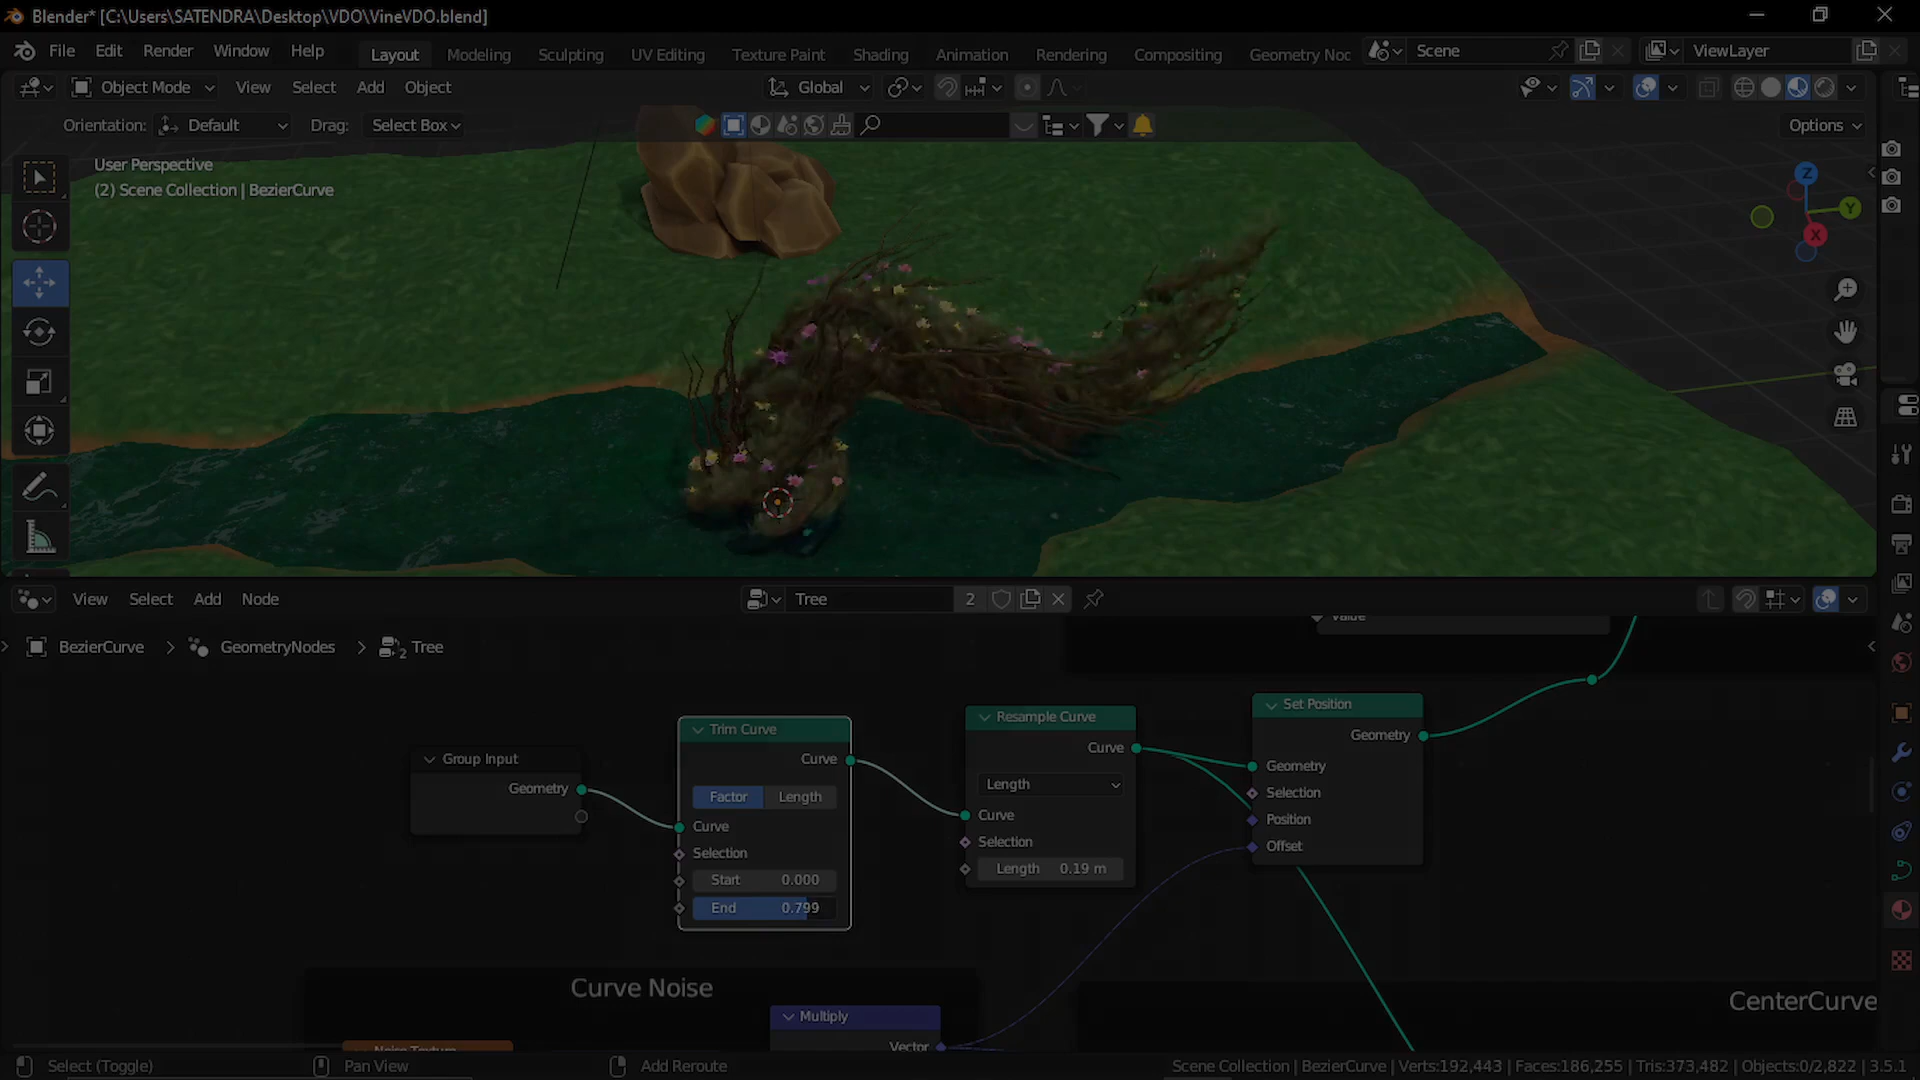 Blender* [C:\Users\SATENDRA\Desktop\VDO\VineVDO.blend]
File Edit Render Window Help Layout Modeling Sculpting UV Editing Texture Paint Shading Animation Rendering Compositing Geometry Noc Scene ViewLayer
Object Mode View Select Add Object Global
Orientation: Default Drag: Select Box Options
User Perspective
(2) Scene Collection | BezierCurve
Z
Y
X
View Select Add Node Tree 2
Value
BezierCurve > GeometryNodes > 2 Tree
Group Input
Geometry
Trim Curve
Curve
Factor Length
Curve
Selection
Start 0.000
End 0.799
Resample Curve
Curve
Length
Curve
Selection
Length 0.19 m
Set Position
Geometry
Geometry
Selection
Position
Offset
Curve Noise
CenterCurve
Multiply
Vector
Noise Texture
Select (Toggle) Pan View Add Reroute Scene Collection | BezierCurve | Verts:192,443 | Faces:186,255 | Tris:373,482 | Objects:0/2,822 | 3.5.1